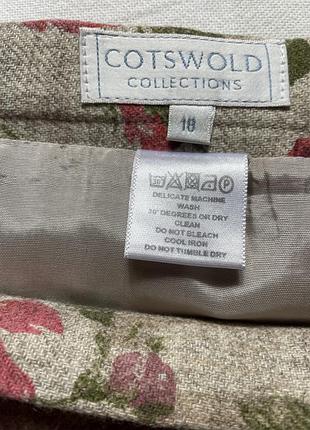 COTSWOLD
COLLECTIONS
18
DELICATE MACHINE
WASH
30° DEGREES OR DRY
CLEAN
DO NOT BLEACH
COOL IRON
DO NOT TUMBLE DRY